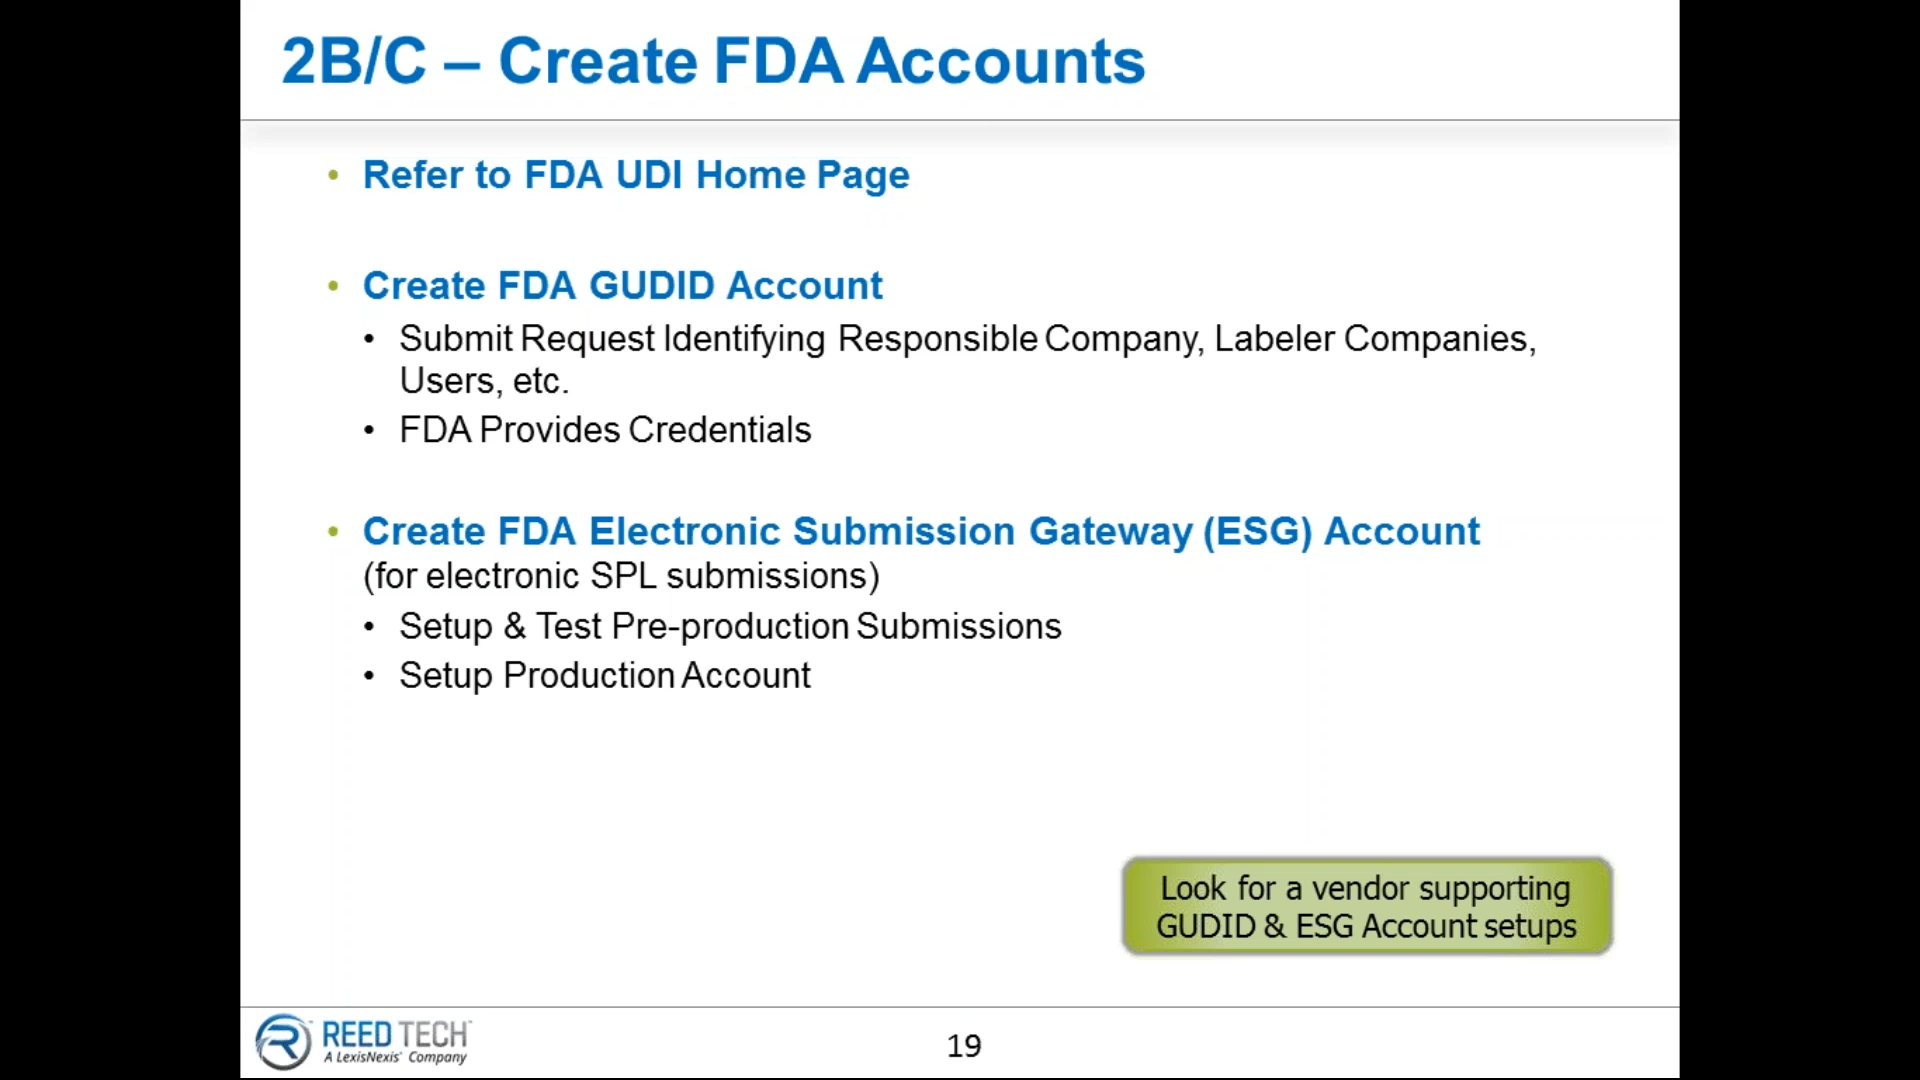 2B/C – Create FDA Accounts
• Refer to FDA UDI Home Page
• Create FDA GUDID Account
• Submit Request Identifying Responsible Company, Labeler Companies,
Users, etc.
• FDA Provides Credentials
• Create FDA Electronic Submission Gateway (ESG) Account
(for electronic SPL submissions)
• Setup & Test Pre-production Submissions
• Setup Production Account
Look for a vendor supporting
GUDID & ESG Account setups
REED TECH™
A LexisNexis® Company
19